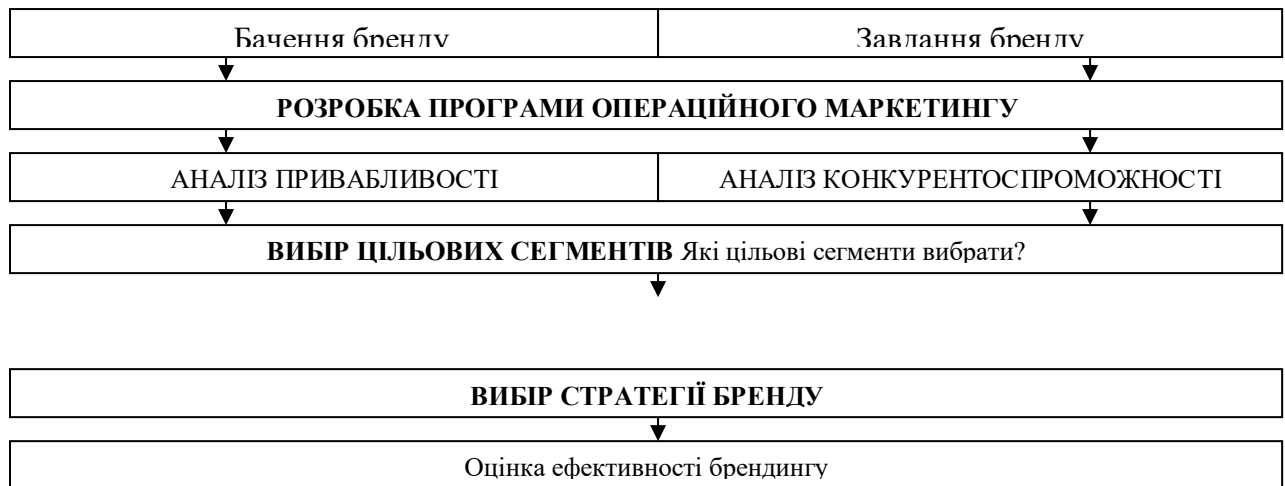 Бачення бренду
Завдання бренду
РОЗРОБКА ПРОГРАМИ ОПЕРАЦІЙНОГО МАРКЕТИНГУ
АНАЛІЗ ПРИВАБЛИВОСТІ
АНАЛІЗ КОНКУРЕНТОСПРОМОЖНОСТІ
ВИБІР ЦІЛЬОВИХ СЕГМЕНТІВ Які цільові сегменти вибрати?
ВИБІР СТРАТЕГІЇ БРЕНДУ
Оцінка ефективності брендингу